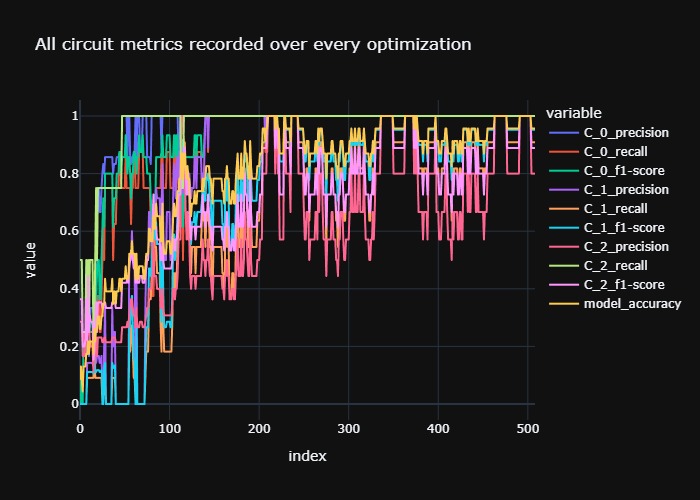 All circuit metrics recorded over every optimization
value
1
0.8
0.6
0.4
0.2
0
0 100 200 300 400 500
index
variable
C_0_precision
C_0_recall
C_0_f1-score
C_1_precision
C_1_recall
C_1_f1-score
C_2_precision
C_2_recall
C_2_f1-score
model_accuracy